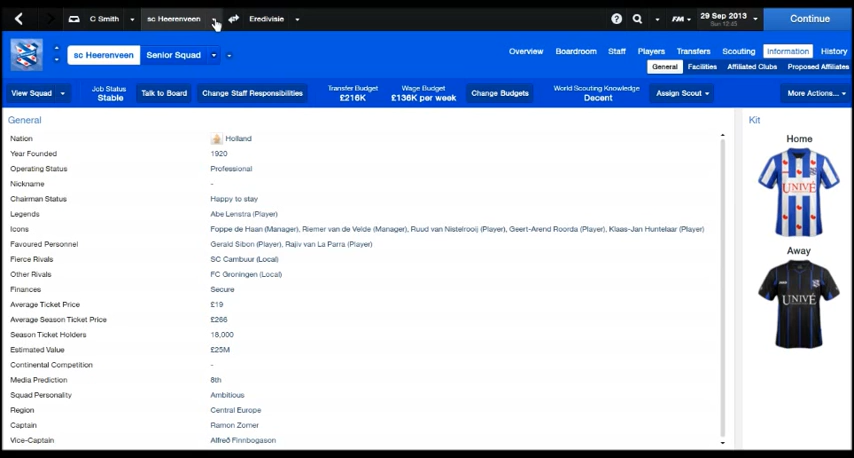 C Smith sc Heerenveen Eredivisie FM 29 Sep 2013 Continue
Sun 12:45
sc Heerenveen Senior Squad Overview Boardroom Staff Players Transfers Scouting Information History
General Facilities Affiliated Clubs Proposed Affiliates
View Squad Job Status Talk to Board Change Staff Responsibilities Transfer Budget Wage Budget Change Budgets World Scouting Knowledge Assign Scout More Actions...
Stable £216K £136K per week Decent
General Kit
Nation Holland Home
Year Founded 1920
Operating Status Professional
Nickname -
Chairman Status Happy to stay
Legends Abe Lenstra (Player)
Icons Foppe de Haan (Manager), Riemer van de Velde (Manager), Ruud van Nistelrooij (Player), Geert-Arend Roorda (Player), Klaas-Jan Huntelaar (Player)
Favoured Personnel Gerald Sibon (Player), Rajiv van La Parra (Player)
Fierce Rivals SC Cambuur (Local)
Other Rivals FC Groningen (Local)
Finances Secure
Average Ticket Price £19
Average Season Ticket Price £266
Season Ticket Holders 18,000
Estimated Value £25M
Continental Competition -
Media Prediction 8th
Squad Personality Ambitious
Region Central Europe
Captain Ramon Zomer
Vice-Captain Alfreð Finnbogason
UNIVÉ
Away
UNIVÉ